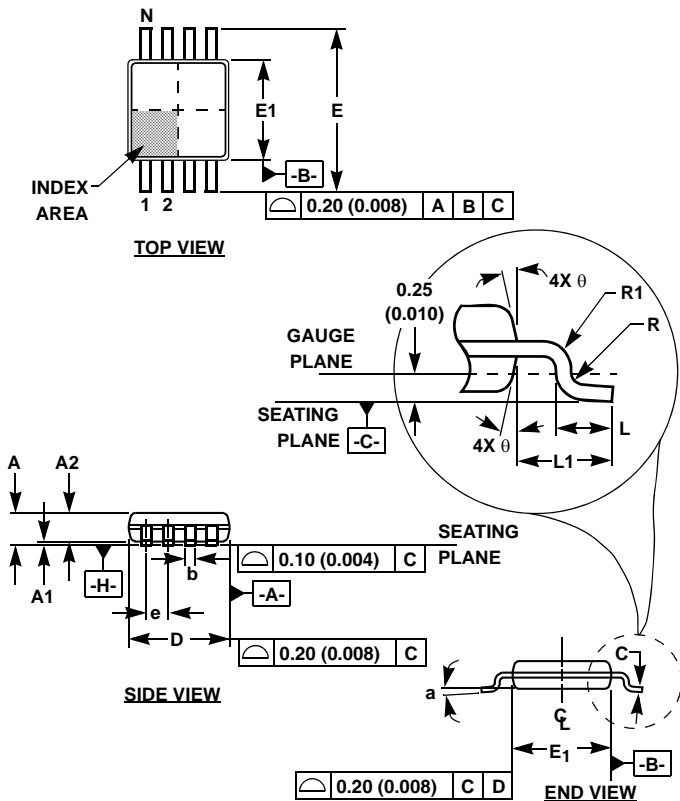 N
E1
E
-B-
INDEX
AREA
1 2
0.20 (0.008) A B C
TOP VIEW
4X θ
0.25
(0.010)
R1
R
GAUGE
PLANE
SEATING
PLANE
-C-
4X θ
L
L1
A
A2
SEATING
PLANE
-H-
A1
b
0.10 (0.004) C
e
-A-
D
0.20 (0.008) C
SIDE VIEW
C
a
CL
E1
-B-
0.20 (0.008) C D
END VIEW